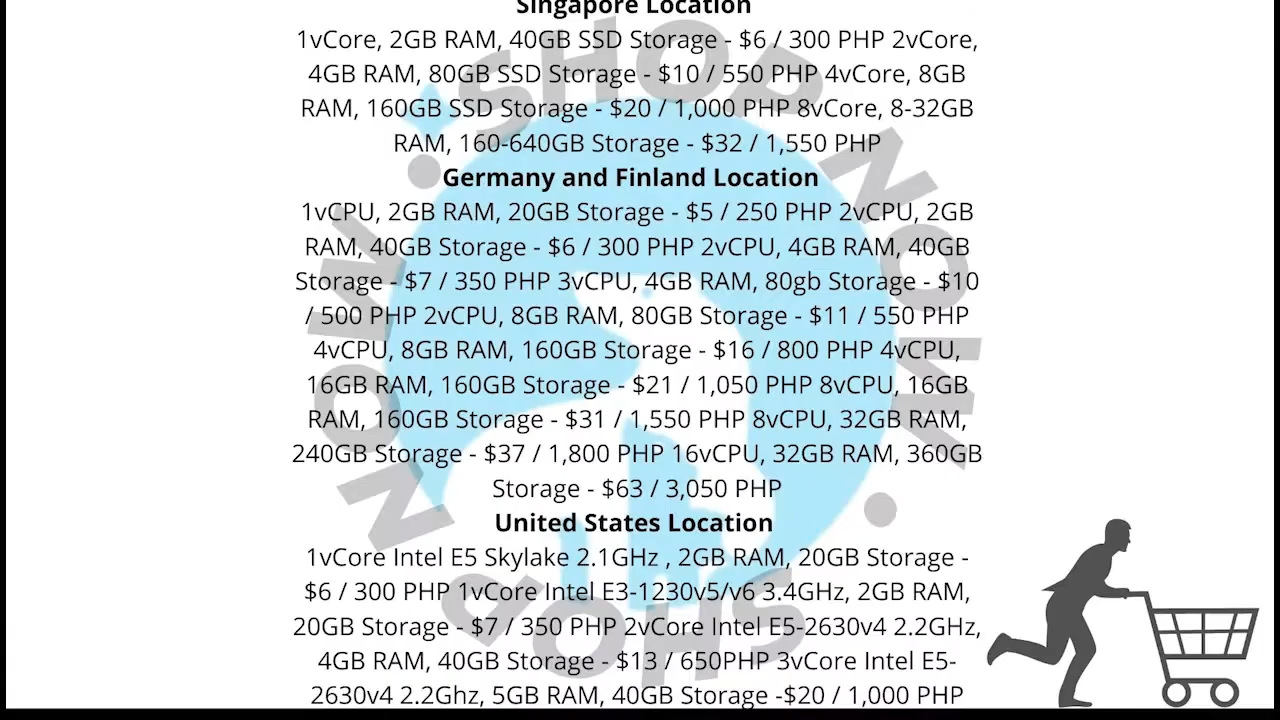 Singapore Location
1vCore, 2GB RAM, 40GB SSD Storage - $6 / 300 PHP 2vCore,
4GB RAM, 80GB SSD Storage - $10 / 550 PHP 4vCore, 8GB
RAM, 160GB SSD Storage - $20 / 1,000 PHP 8vCore, 8-32GB
RAM, 160-640GB Storage - $32 / 1,550 PHP
Germany and Finland Location
1vCPU, 2GB RAM, 20GB Storage - $5 / 250 PHP 2vCPU, 2GB
RAM, 40GB Storage - $6 / 300 PHP 2vCPU, 4GB RAM, 40GB
Storage - $7 / 350 PHP 3vCPU, 4GB RAM, 80gb Storage - $10
/ 500 PHP 2vCPU, 8GB RAM, 80GB Storage - $11 / 550 PHP
4vCPU, 8GB RAM, 160GB Storage - $16 / 800 PHP 4vCPU,
16GB RAM, 160GB Storage - $21 / 1,050 PHP 8vCPU, 16GB
RAM, 160GB Storage - $31 / 1,550 PHP 8vCPU, 32GB RAM,
240GB Storage - $37 / 1,800 PHP 16vCPU, 32GB RAM, 360GB
Storage - $63 / 3,050 PHP
United States Location
1vCore Intel E5 Skylake 2.1GHz , 2GB RAM, 20GB Storage -
$6 / 300 PHP 1vCore Intel E3-1230v5/v6 3.4GHz, 2GB RAM,
20GB Storage - $7 / 350 PHP 2vCore Intel E5-2630v4 2.2GHz,
4GB RAM, 40GB Storage - $13 / 650PHP 3vCore Intel E5-
2630v4 2.2Ghz, 5GB RAM, 40GB Storage -$20 / 1,000 PHP
SHOP NOW
SHOP NOW